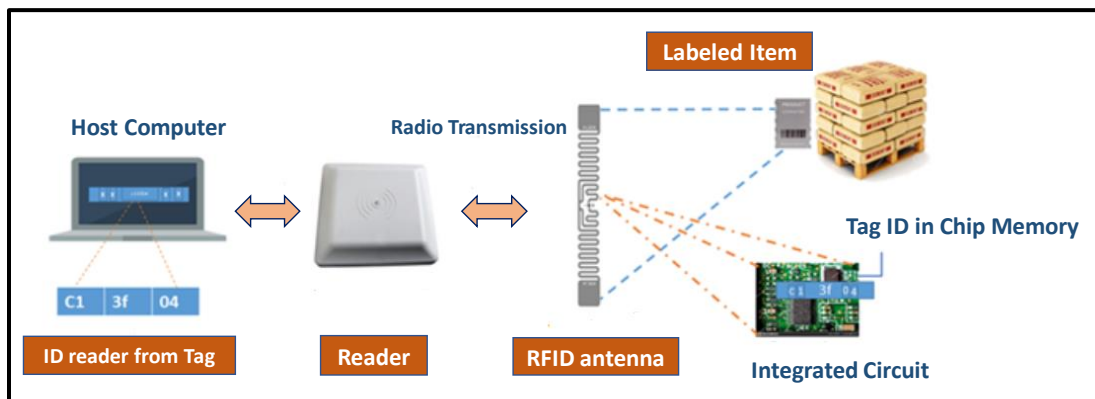 Labeled Item
Host Computer
Radio Transmission
PRODUCT
Tag ID in Chip Memory
C1 3f 04
C1 3f 04
ID reader from Tag
Reader
RFID antenna
Integrated Circuit